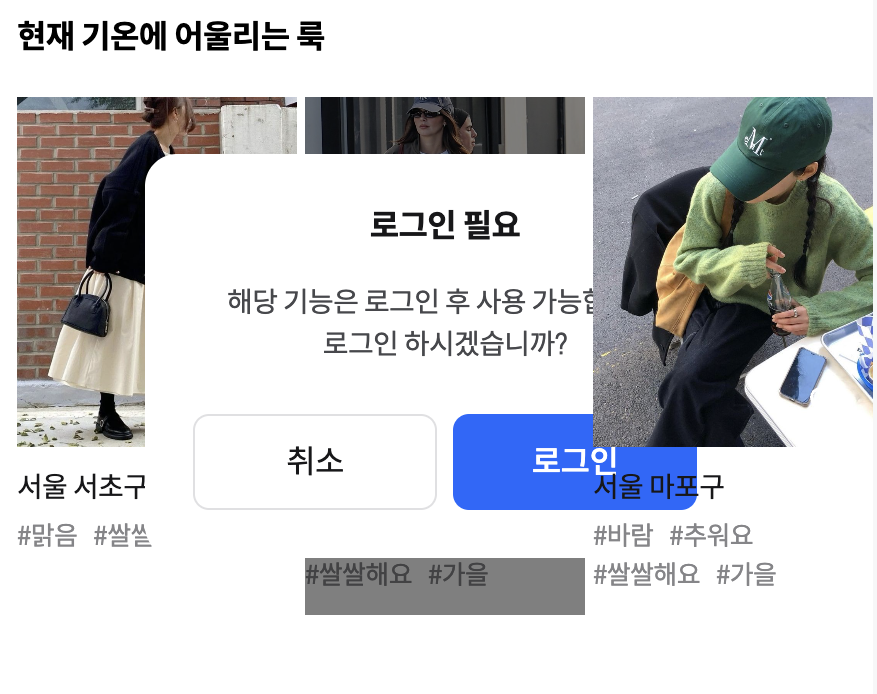 현재 기온에 어울리는 룩
로그인 필요
해당 기능은 로그인 후 사용
로그인 하시겠습니까?
취소
로그인
서울 서초구
#맑음 #쌀쌀
#쌀쌀해요 #가을
서울 마포구
#바람 #추워요
#쌀쌀해요 #가을